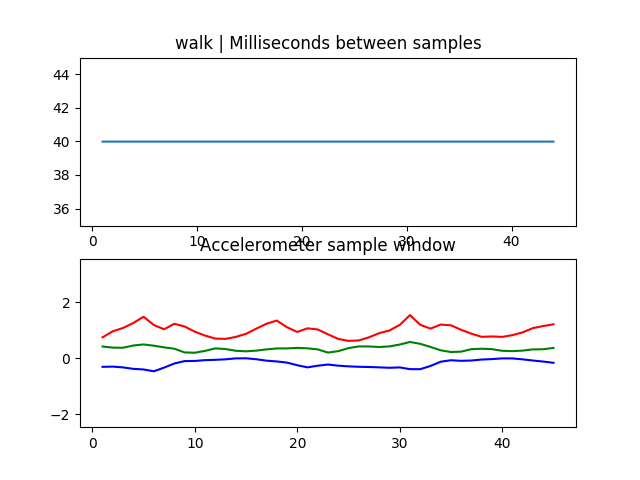 walk | Milliseconds between samples
44
42
40
38
36
0 10 20 30 40
Accelerometer sample window
2
0
−2
0 10 20 30 40